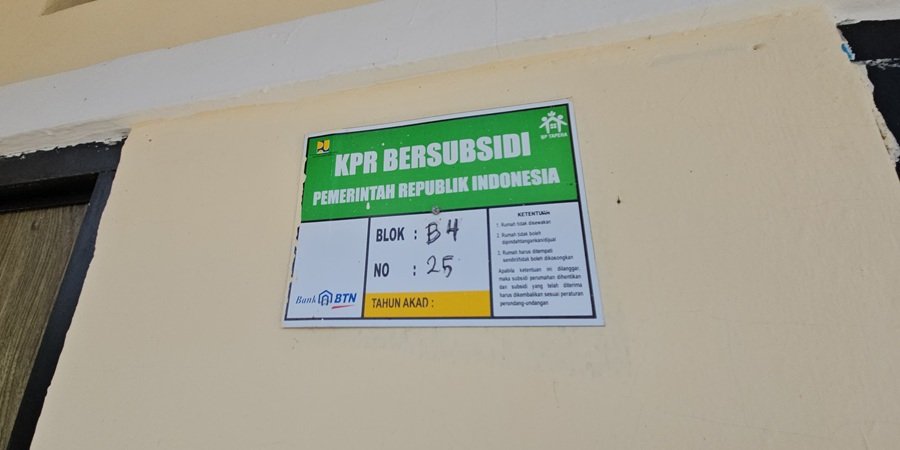 PU
BP TAPERA
KPR BERSUBSIDI
PEMERINTAH REPUBLIK INDONESIA
BLOK : B4
NO : 25
TAHUN AKAD :
Bank BTN
KETENTUAN
1. Rumah tidak disewakan
2. Rumah tidak boleh
dipindahtangankan/dijual
3. Rumah harus ditempati
sendiri/tidak boleh dikosongkan
Apabila ketentuan ini dilanggar,
maka subsidi perumahan dihentikan
dan subsidi yang telah diterima
harus dikembalikan sesuai peraturan
perundang-undangan